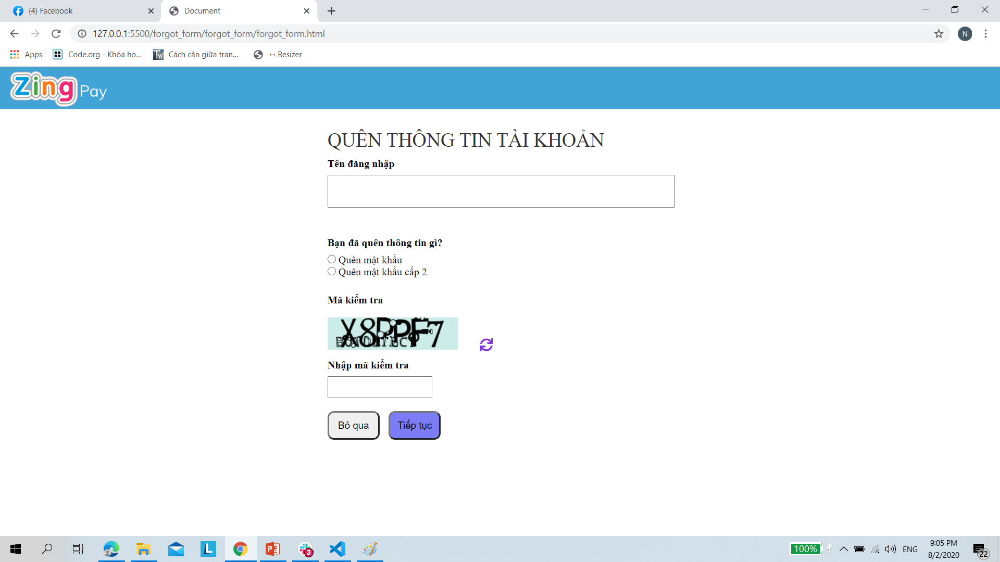 (4) Facebook
Document
127.0.0.1:5500/forgot_form/forgot_form/forgot_form.html
N
Apps
Code.org - Khóa họ...
Cách căn giữa tran...
↔ Resizer
Zing Pay
QUÊN THÔNG TIN TÀI KHOẢN
Tên đăng nhập
Bạn đã quên thông tin gì?
Quên mật khẩu
Quên mật khẩu cấp 2
Mã kiểm tra
Nhập mã kiểm tra
Bỏ qua
Tiếp tục
100%
ENG
9:05 PM
8/2/2020
22
3